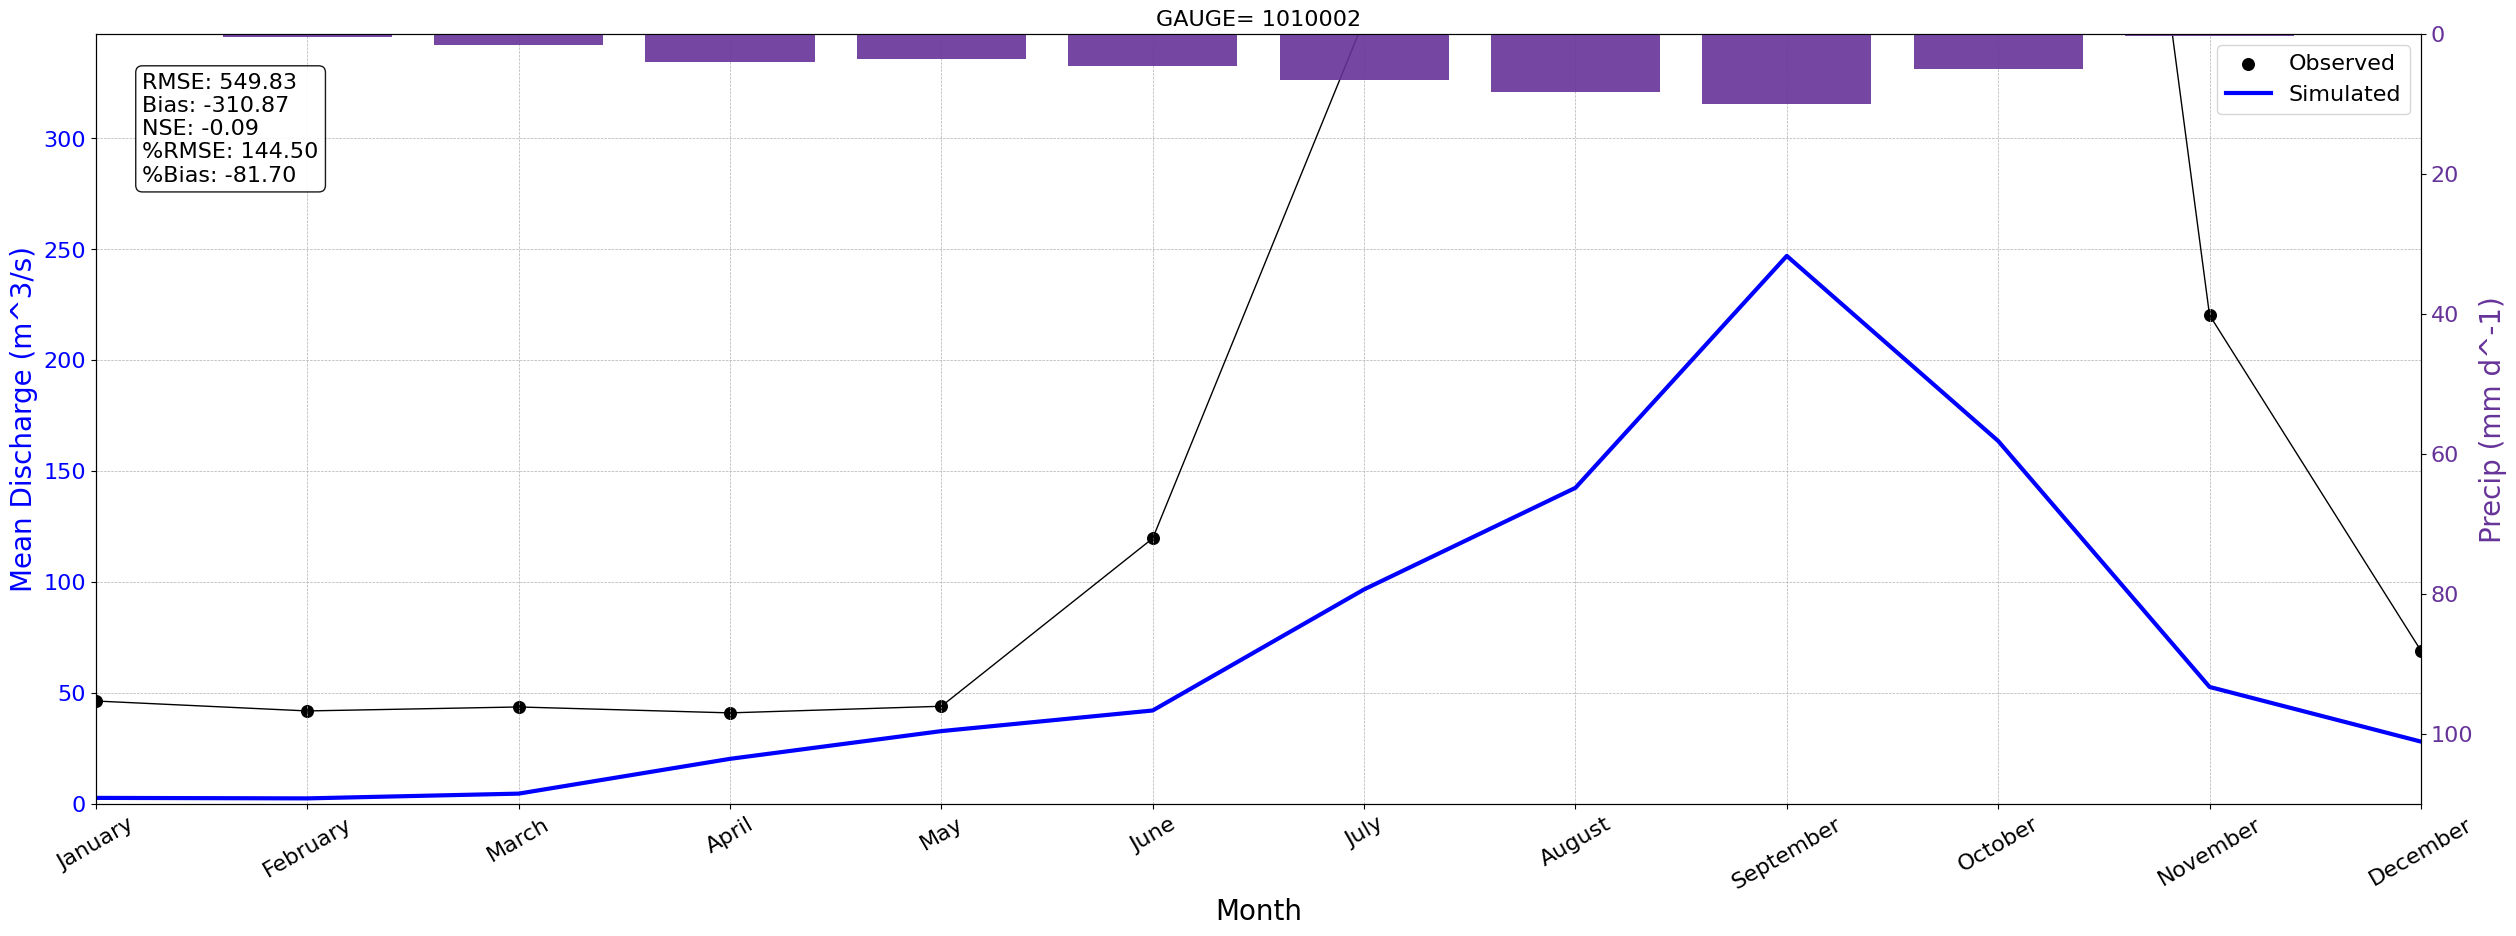 GAUGE= 1010002
RMSE: 549.83
Bias: -310.87
NSE: -0.09
%RMSE: 144.50
%Bias: -81.70
Observed
Simulated
Mean Discharge (m^3/s)
300
250
200
150
100
50
0
Precip (mm d^-1)
0
20
40
60
80
100
January
February
March
April
May
June
July
August
September
October
November
December
Month